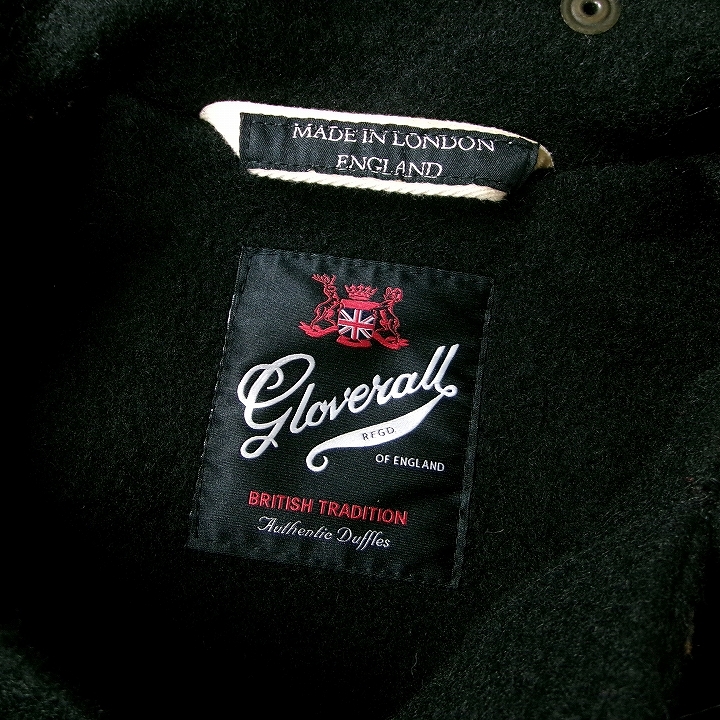 MADE IN LONDON
ENGLAND
Gloverall
REGD.
OF ENGLAND
BRITISH TRADITION
Authentic Duffles